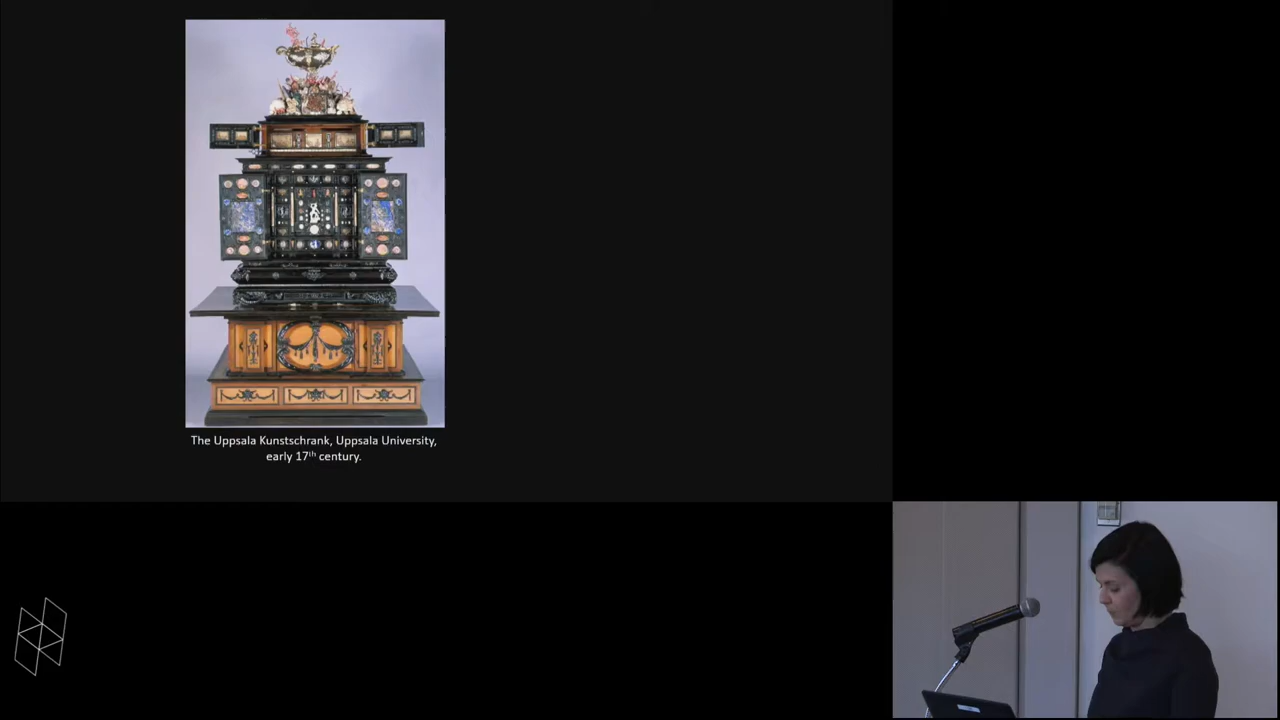 The Uppsala Kunstschrank, Uppsala University,
early 17th century.